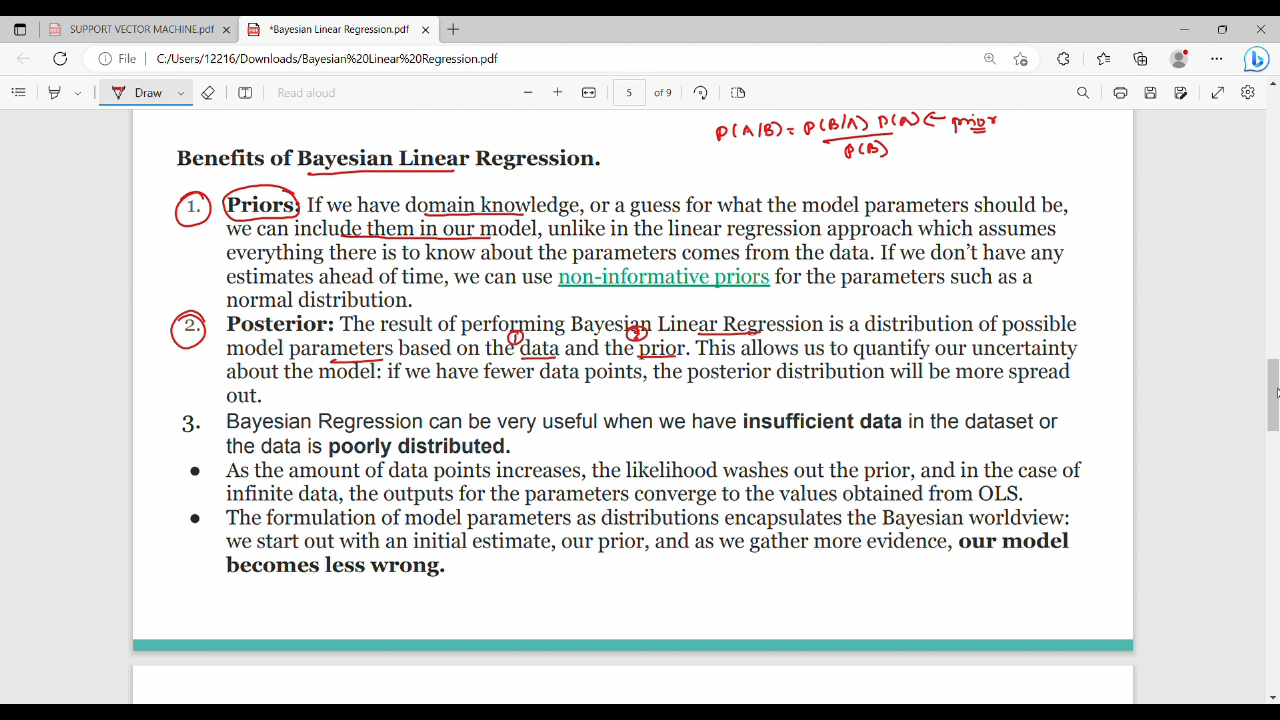 SUPPORT VECTOR MACHINE.pdf
*Bayesian Linear Regression.pdf
File
C:/Users/12216/Downloads/Bayesian%20Linear%20Regression.pdf
Draw
Read aloud
5 of 9
P(A/B) = P(B/A) P(A) ← prior
P(B)
Benefits of Bayesian Linear Regression.
1. Priors: If we have domain knowledge, or a guess for what the model parameters should be,
we can include them in our model, unlike in the linear regression approach which assumes
everything there is to know about the parameters comes from the data. If we don’t have any
estimates ahead of time, we can use non-informative priors for the parameters such as a
normal distribution.
2. Posterior: The result of performing Bayesian Linear Regression is a distribution of possible
1 2
model parameters based on the data and the prior. This allows us to quantify our uncertainty
about the model: if we have fewer data points, the posterior distribution will be more spread
out.
3. Bayesian Regression can be very useful when we have insufficient data in the dataset or
the data is poorly distributed.
● As the amount of data points increases, the likelihood washes out the prior, and in the case of
infinite data, the outputs for the parameters converge to the values obtained from OLS.
● The formulation of model parameters as distributions encapsulates the Bayesian worldview:
we start out with an initial estimate, our prior, and as we gather more evidence, our model
becomes less wrong.